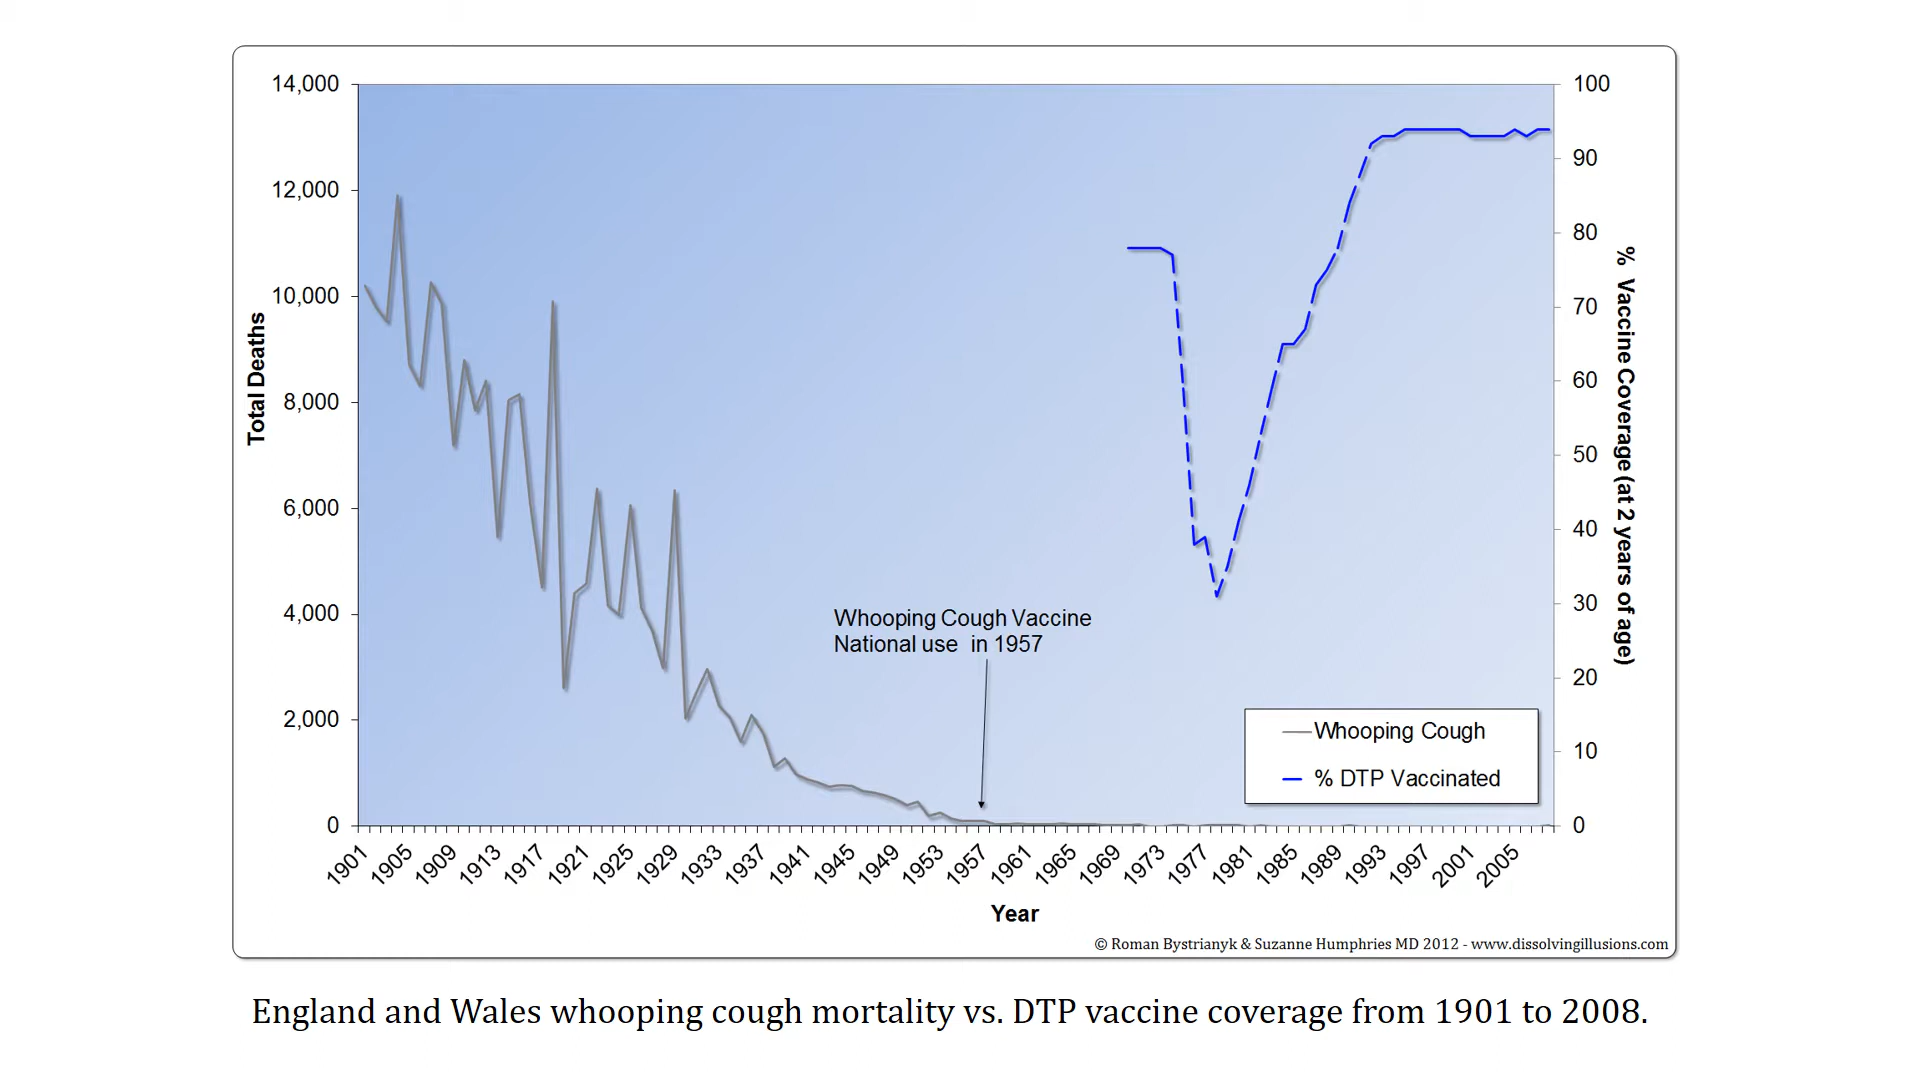 14,000
12,000
10,000
8,000
6,000
4,000
2,000
0
Total Deaths
100
90
80
70
60
50
40
30
20
10
0
% Vaccine Coverage (at 2 years of age)
Whooping Cough Vaccine
National use in 1957
Whooping Cough
% DTP Vaccinated
1901 1905 1909 1913 1917 1921 1925 1929 1933 1937 1941 1945 1949 1953 1957 1961 1965 1969 1973 1977 1981 1985 1989 1993 1997 2001 2005
Year
© Roman Bystrianyk & Suzanne Humphries MD 2012 - www.dissolvingillusions.com
England and Wales whooping cough mortality vs. DTP vaccine coverage from 1901 to 2008.